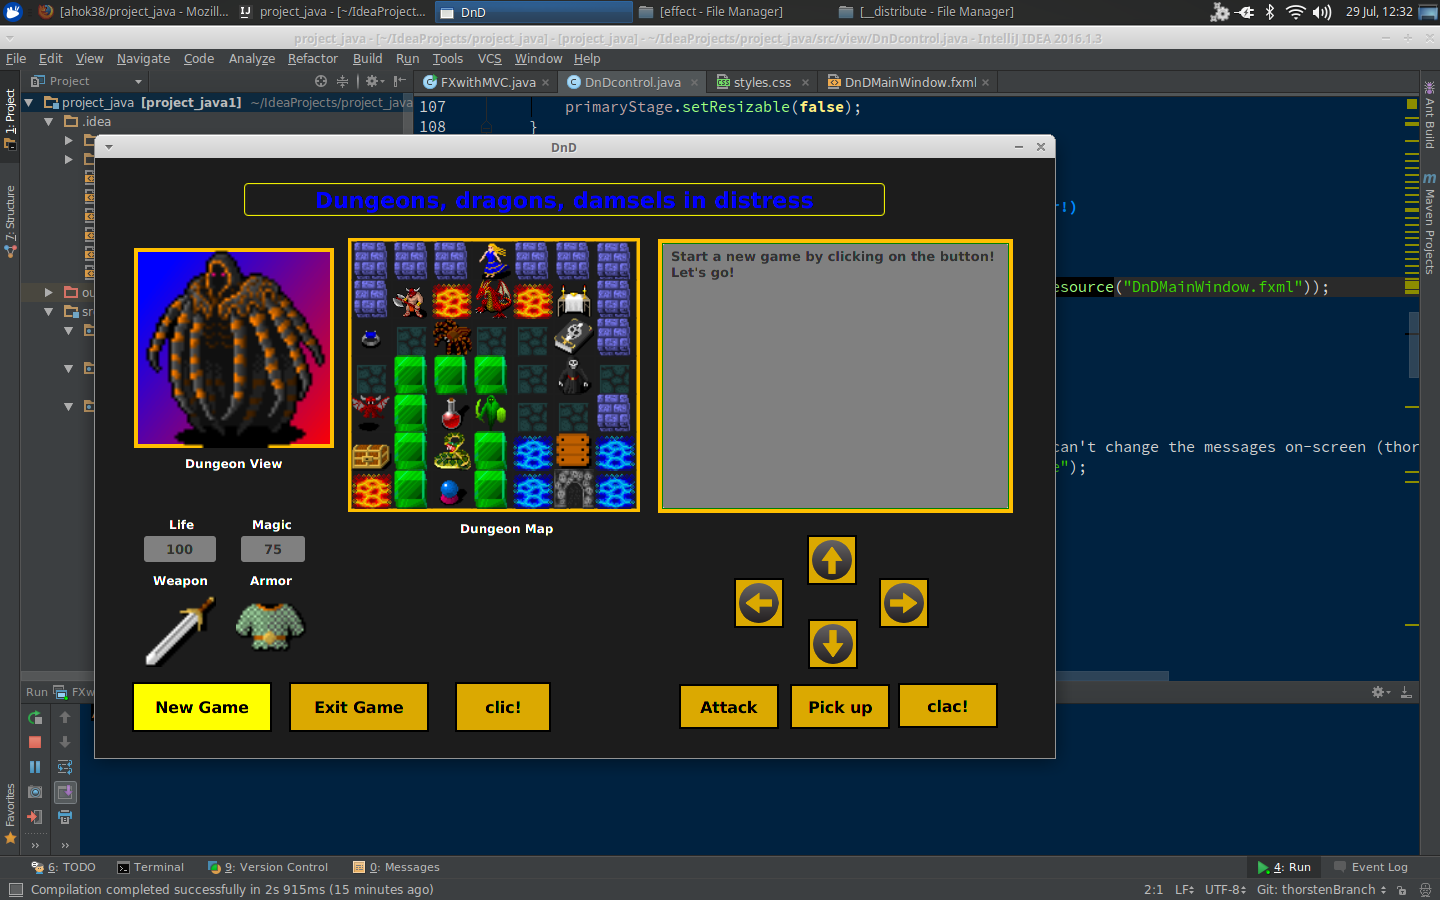 [ahok38/project_java - Mozill...
project_java - [~/IdeaProject...
DnD
[effect - File Manager]
[__distribute - File Manager]
29 Jul, 12:32
project_java - [~/IdeaProjects/project_java] - [project_java] - ~/IdeaProjects/project_java/src/view/DnDcontrol.java - IntelliJ IDEA 2016.1.3
File Edit View Navigate Code Analyze Refactor Build Run Tools VCS Window Help
Project
FXwithMVC.java
DnDcontrol.java
styles.css
DnDMainWindow.fxml
1: Project
7: Structure
Favorites
Ant Build
Maven Projects
project_java [project_java1] ~/IdeaProjects/project_java
.idea
ou
sr
107 primaryStage.setResizable(false);
108 }
r!)
esource("DnDMainWindow.fxml"));
can't change the messages on-screen (thor
e");
DnD
Dungeons, dragons, damsels in distress
Start a new game by clicking on the button!
Let's go!
Dungeon View
Dungeon Map
Life Magic
100 75
Weapon Armor
New Game
Exit Game
clic!
Attack
Pick up
clac!
Run FXw
6: TODO
Terminal
9: Version Control
0: Messages
4: Run
Event Log
Compilation completed successfully in 2s 915ms (15 minutes ago)
2:1 LF UTF-8 Git: thorstenBranch